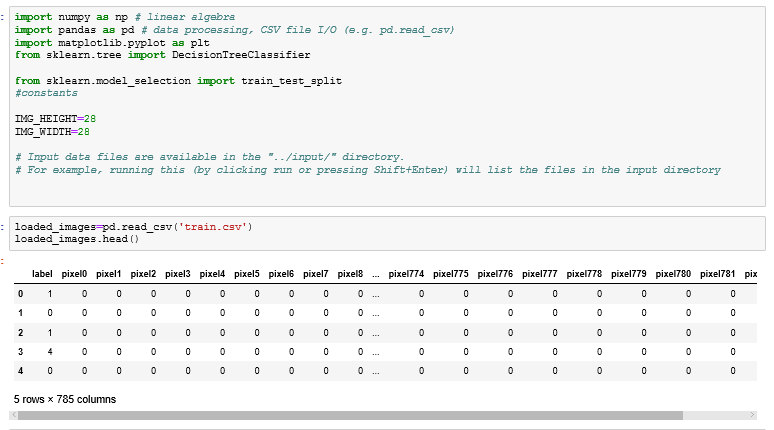 : import numpy as np # linear algebra
import pandas as pd # data processing, CSV file I/O (e.g. pd.read_csv)
import matplotlib.pyplot as plt
from sklearn.tree import DecisionTreeClassifier
from sklearn.model_selection import train_test_split
#constants
IMG_HEIGHT=28
IMG_WIDTH=28
# Input data files are available in the "../input/" directory.
# For example, running this (by clicking run or pressing Shift+Enter) will list the files in the input directory
: loaded_images=pd.read_csv('train.csv')
loaded_images.head()
:
label pixel0 pixel1 pixel2 pixel3 pixel4 pixel5 pixel6 pixel7 pixel8 ... pixel774 pixel775 pixel776 pixel777 pixel778 pixel779 pixel780 pixel781 pix
0 1 0 0 0 0 0 0 0 0 0 ... 0 0 0 0 0 0 0 0
1 0 0 0 0 0 0 0 0 0 0 ... 0 0 0 0 0 0 0 0
2 1 0 0 0 0 0 0 0 0 0 ... 0 0 0 0 0 0 0 0
3 4 0 0 0 0 0 0 0 0 0 ... 0 0 0 0 0 0 0 0
4 0 0 0 0 0 0 0 0 0 0 ... 0 0 0 0 0 0 0 0
5 rows × 785 columns